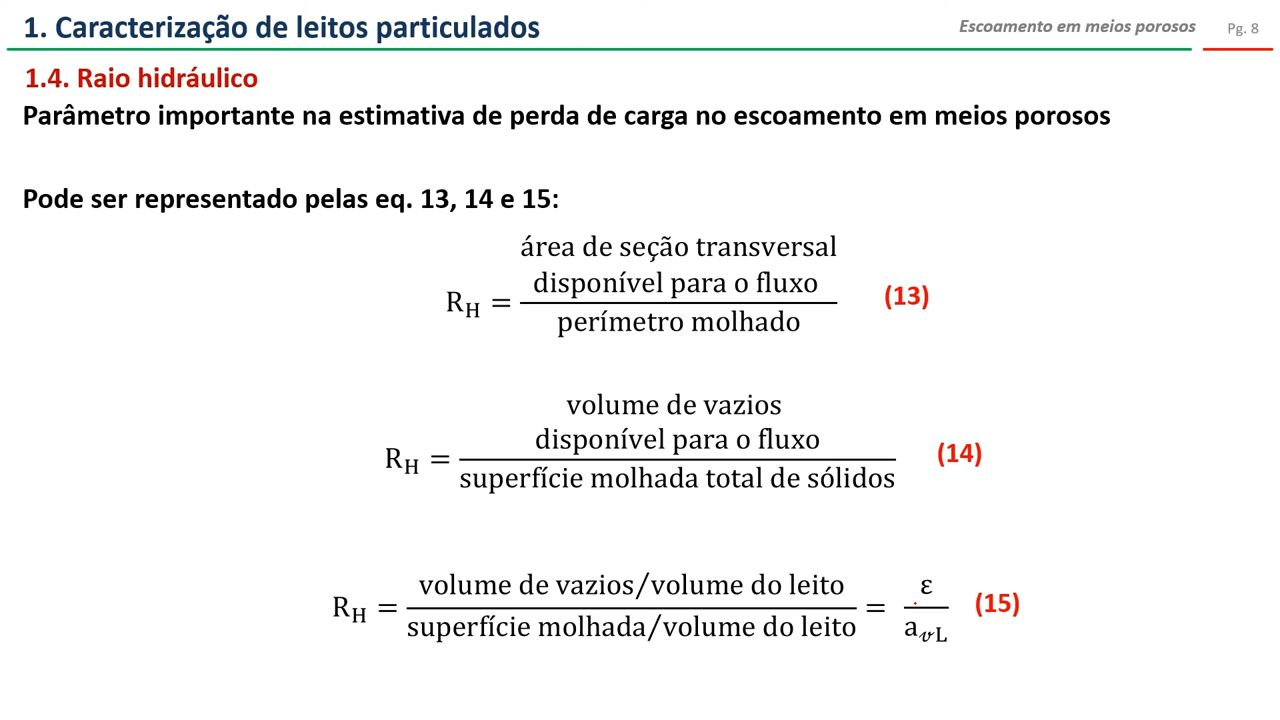 1. Caracterização de leitos particulados
Escoamento em meios porosos
Pg. 8
1.4. Raio hidráulico
Parâmetro importante na estimativa de perda de carga no escoamento em meios porosos
Pode ser representado pelas eq. 13, 14 e 15:
área de seção transversal
disponível para o fluxo
R_H =
perímetro molhado
(13)
volume de vazios
disponível para o fluxo
R_H =
superfície molhada total de sólidos
(14)
volume de vazios/volume do leito
R_H =
superfície molhada/volume do leito
= ε / a_𝓋L
(15)